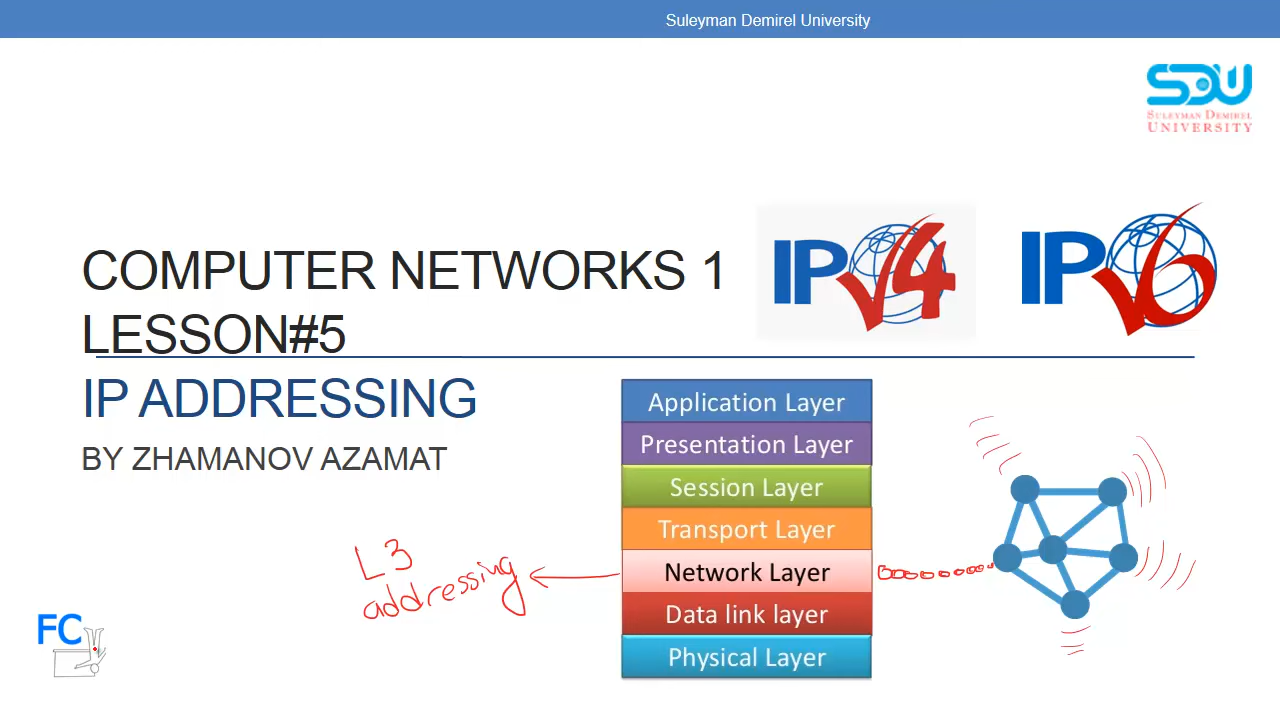 Suleyman Demirel University
SDU
SULEYMAN DEMIREL
UNIVERSITY
IPv4
IPv6
COMPUTER NETWORKS 1
LESSON#5
IP ADDRESSING
BY ZHAMANOV AZAMAT
Application Layer
Presentation Layer
Session Layer
Transport Layer
Network Layer
Data link layer
Physical Layer
L3
addressing
FC